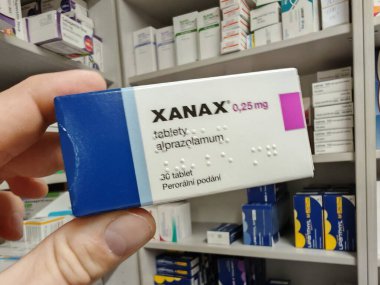 XANAX® 0,25 mg
tablety
alprazolamum
30 tablet
Perorální podání